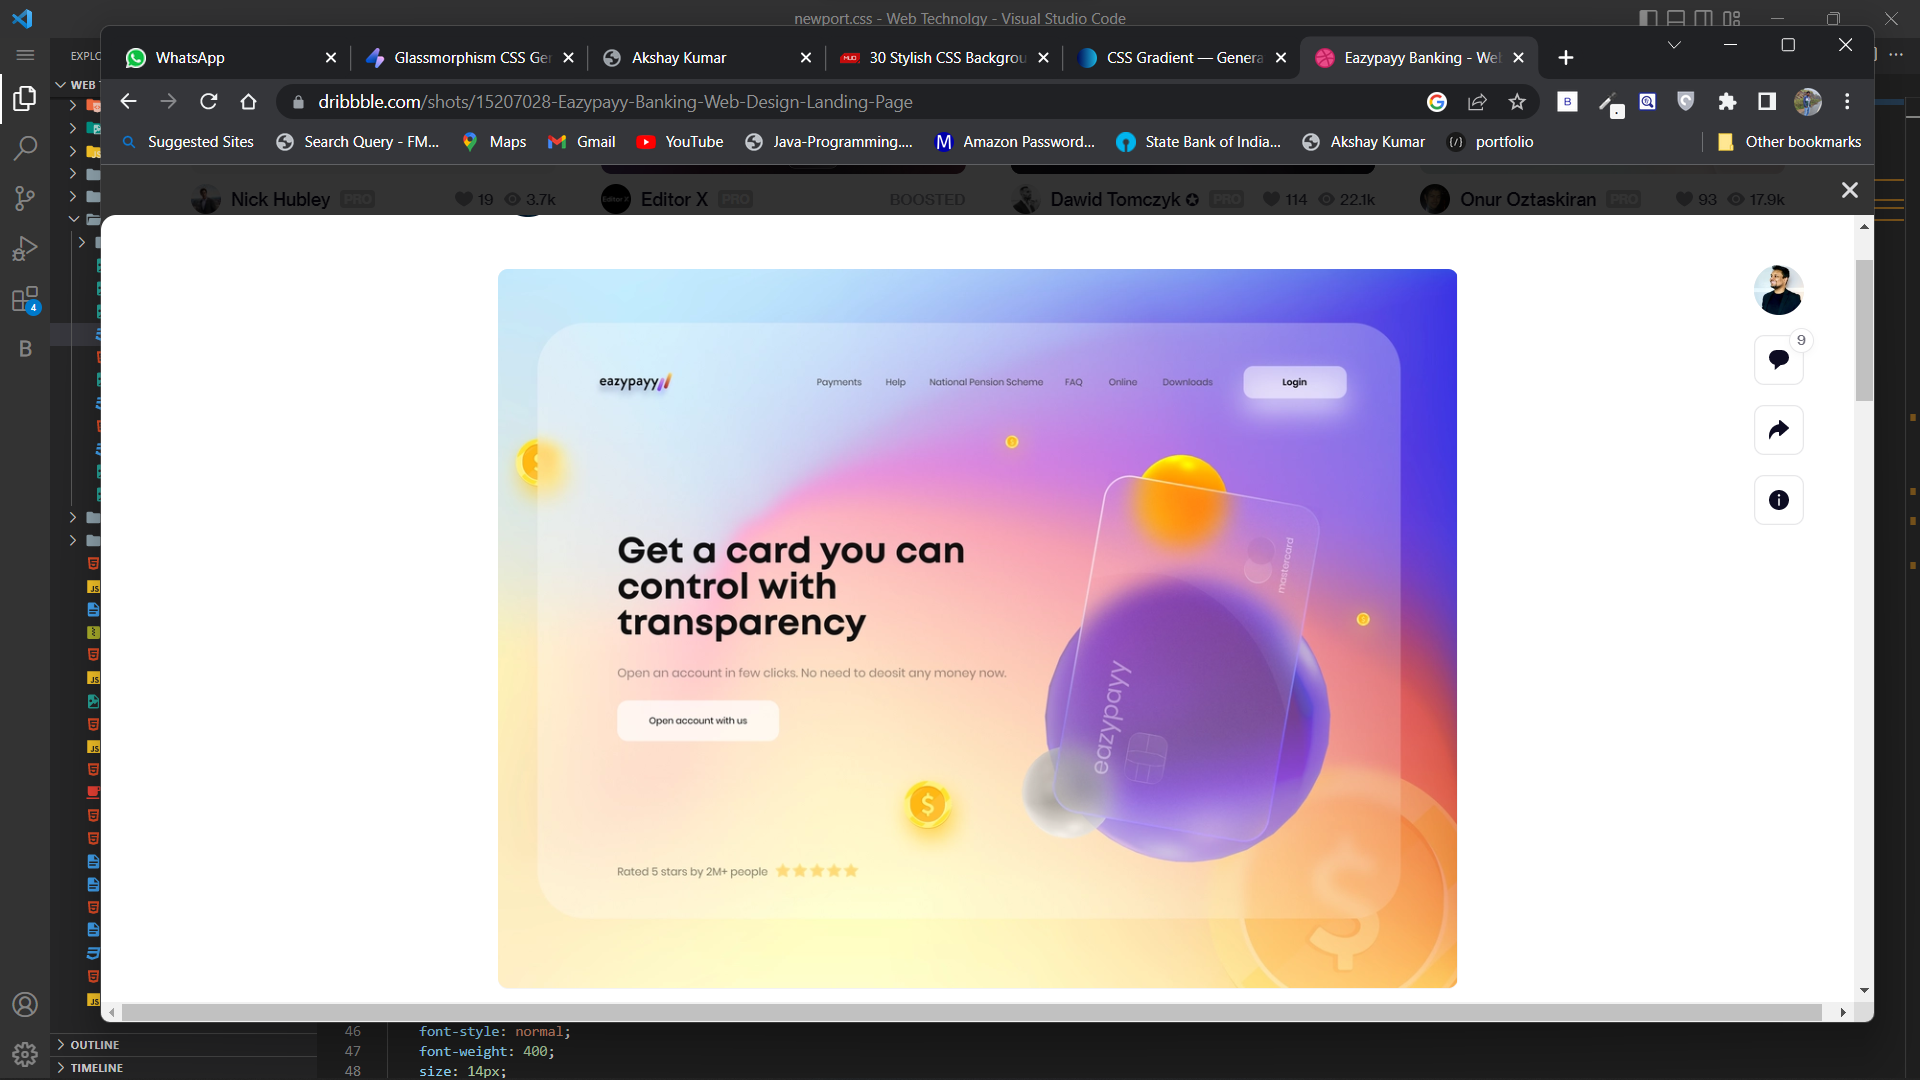 newport.css - Web Technolgy - Visual Studio Code
EXPLO
WEB T
WhatsApp
Glassmorphism CSS Ge
Akshay Kumar
30 Stylish CSS Backgrou
CSS Gradient — Genera
Eazypayy Banking - We
dribbble.com/shots/15207028-Eazypayy-Banking-Web-Design-Landing-Page
Suggested Sites
Search Query - FM...
Maps
Gmail
YouTube
Java-Programming....
Amazon Password...
State Bank of India...
Akshay Kumar
portfolio
Other bookmarks
Nick Hubley PRO 19 3.7k
Editor X PRO BOOSTED
Dawid Tomczyk PRO 114 22.1k
Onur Oztaskiran PRO 93 17.9k
9
eazypayy
Payments Help National Pension Scheme FAQ Online Downloads
Login
Get a card you can
control with
transparency
Open an account in few clicks. No need to deosit any money now.
Open account with us
mastercard
eazypayy
Rated 5 stars by 2M+ people
4
B
OUTLINE
TIMELINE
46 font-style: normal;
47 font-weight: 400;
48 size: 14px;